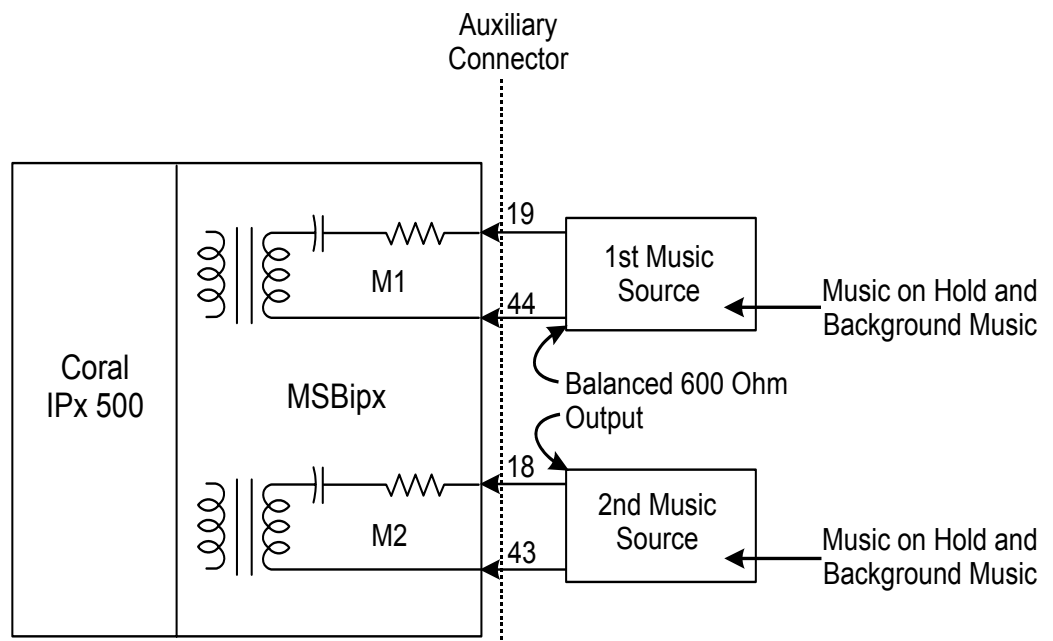 Auxiliary
Connector
19
1st Music
Source
M1
44
Music on Hold and
Background Music
Coral
IPx 500
MSBipx
Balanced 600 Ohm
Output
18
2nd Music
Source
M2
43
Music on Hold and
Background Music